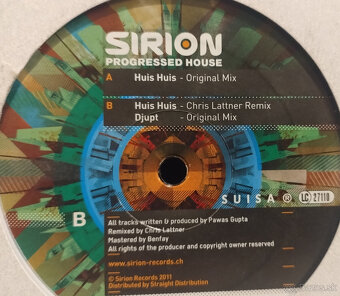 SIRION
PROGRESSED HOUSE
A Huis Huis - Original Mix
B Huis Huis - Chris Lattner Remix
Djupt - Original Mix
SUISA ® LC 27110
B
All tracks written & produced by Pawas Gupta
Remixed by Chris Lattner
Mastered by Benfay
All rights of the producer and copyright owner reserved
www.sirion-records.ch
© Sirion Records 2011
Distributed by Straight Distribution